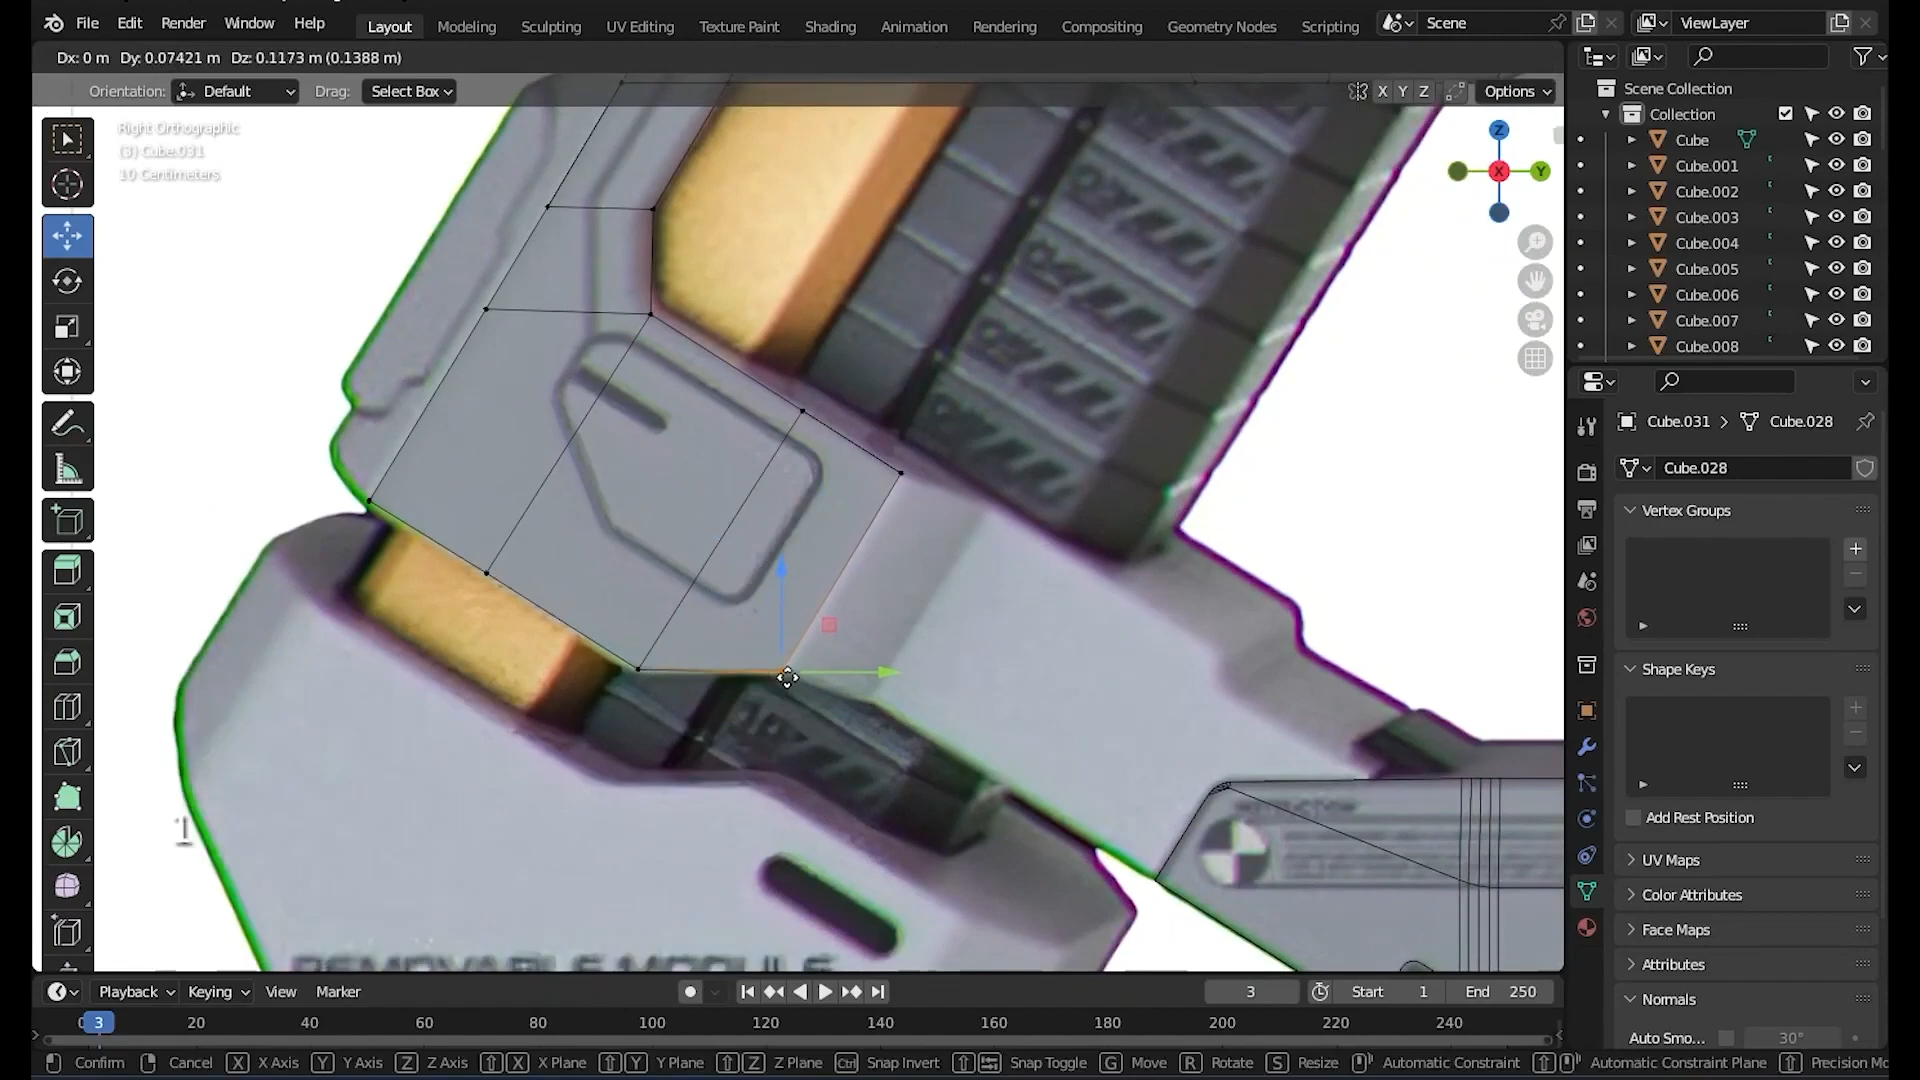 File Edit Render Window Help Layout Modeling Sculpting UV Editing Texture Paint Shading Animation Rendering Compositing Geometry Nodes Scripting Scene ViewLayer
Dx: 0 m Dy: 0.07421 m Dz: 0.1173 m (0.1388 m)
Orientation: Default Drag: Select Box X Y Z Options
Right Orthographic
(3) Cube.031
10 Centimeters
Z
X
Y
1
REMOVABLE MODULE
Scene Collection
Collection
Cube
Cube.001
Cube.002
Cube.003
Cube.004
Cube.005
Cube.006
Cube.007
Cube.008
Cube.031 > Cube.028
Cube.028
Vertex Groups
Shape Keys
Add Rest Position
UV Maps
Color Attributes
Face Maps
Attributes
Normals
Auto Smo... 30°
Playback Keying View Marker 3 Start 1 End 250
3 20 40 60 80 100 120 140 160 180 200 220 240
Confirm Cancel X X Axis Y Y Axis Z Z Axis X X Plane Y Y Plane Z Z Plane Ctrl Snap Invert Snap Toggle G Move R Rotate S Resize Automatic Constraint Automatic Constraint Plane Precision Mo